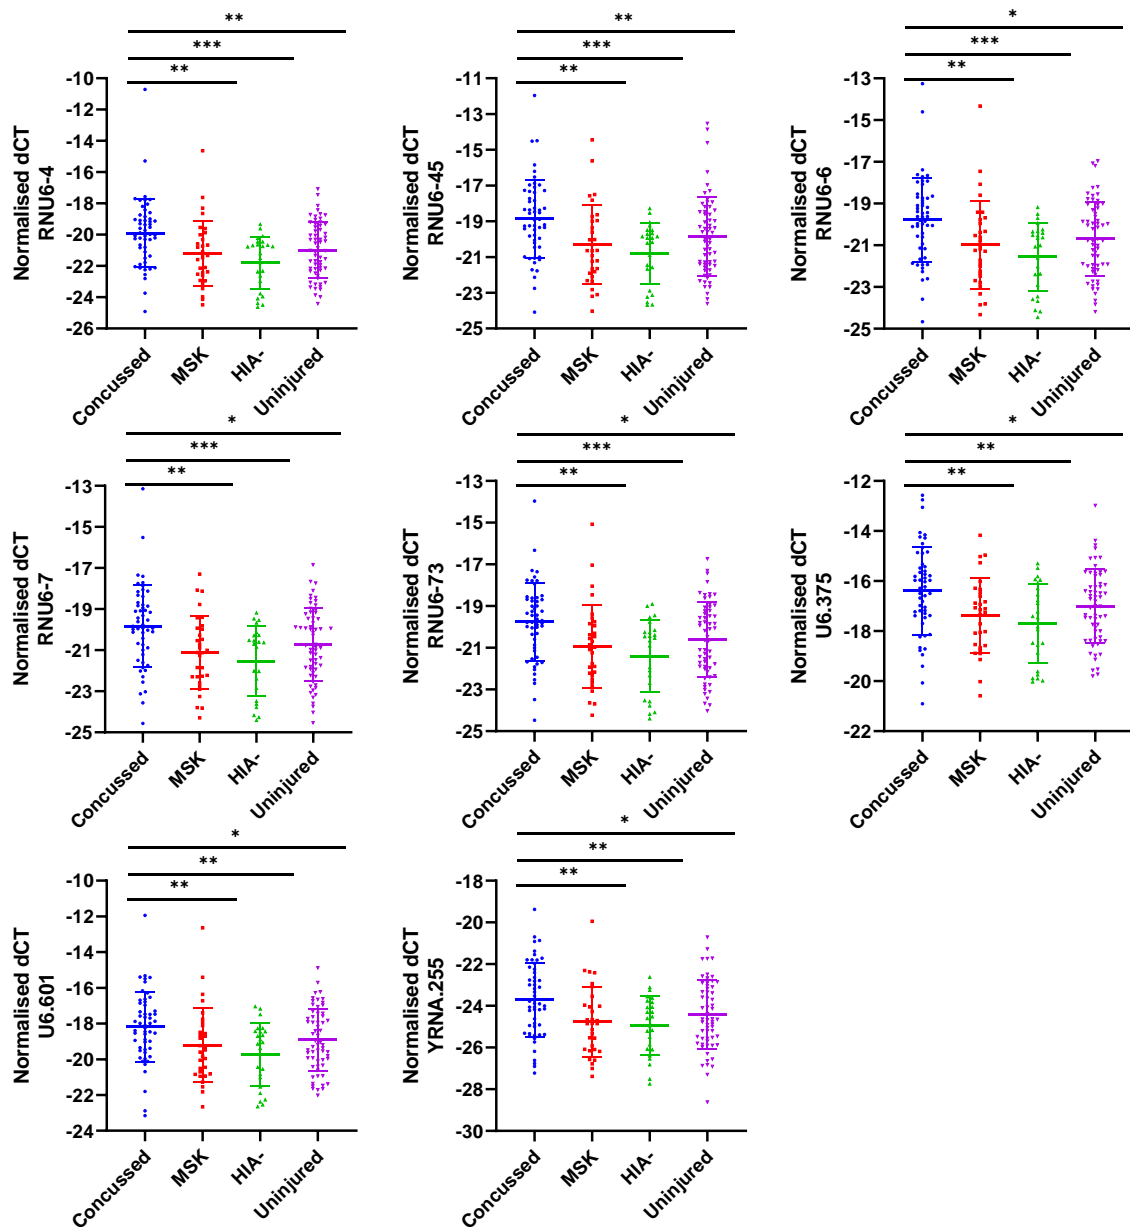 **
***
**
-10
-12
-14
-16
-18
-20
-22
-24
-26
Normalised dCT
RNU6-4
Concussed
MSK
HIA-
Uninjured
**
***
**
-11
-13
-15
-17
-19
-21
-23
-25
Normalised dCT
RNU6-45
Concussed
MSK
HIA-
Uninjured
*
***
**
-13
-15
-17
-19
-21
-23
-25
Normalised dCT
RNU6-6
Concussed
MSK
HIA-
Uninjured
*
***
**
-13
-15
-17
-19
-21
-23
-25
Normalised dCT
RNU6-7
Concussed
MSK
HIA-
Uninjured
*
***
**
-13
-15
-17
-19
-21
-23
-25
Normalised dCT
RNU6-73
Concussed
MSK
HIA-
Uninjured
*
**
**
-12
-14
-16
-18
-20
-22
Normalised dCT
U6.375
Concussed
MSK
HIA-
Uninjured
*
**
**
-10
-12
-14
-16
-18
-20
-22
-24
Normalised dCT
U6.601
Concussed
MSK
HIA-
Uninjured
*
**
**
-18
-20
-22
-24
-26
-28
-30
Normalised dCT
YRNA.255
Concussed
MSK
HIA-
Uninjured